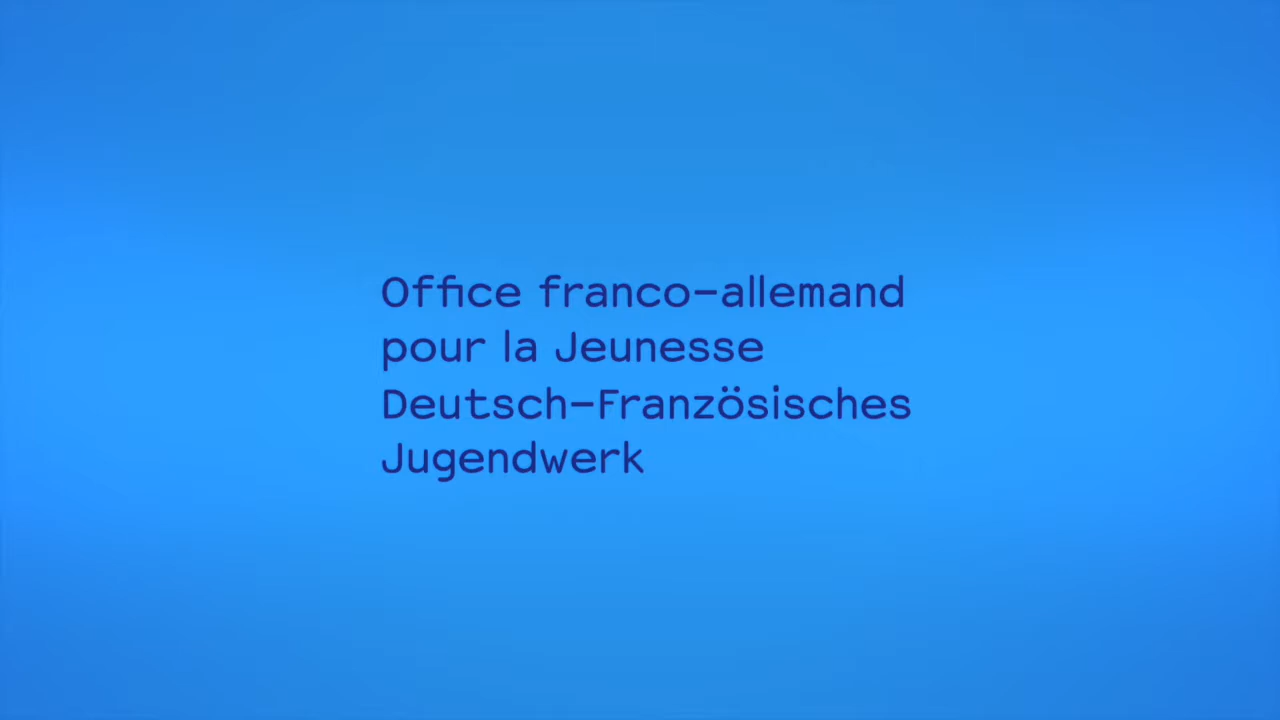 Office franco-allemand
pour la Jeunesse
Deutsch-Französisches
Jugendwerk